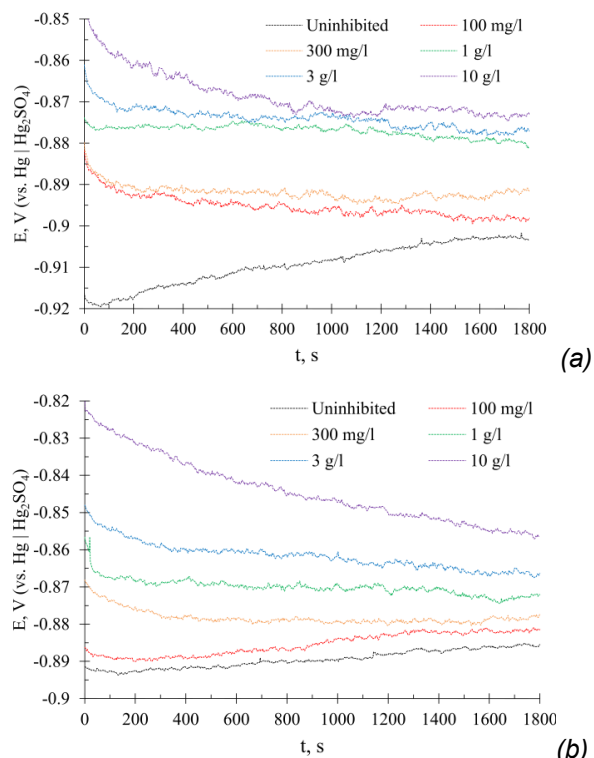 Uninhibited 100 mg/l
300 mg/l 1 g/l
3 g/l 10 g/l
E, V (vs. Hg | Hg₂SO₄)
-0.85
-0.86
-0.87
-0.88
-0.89
-0.9
-0.91
-0.92
0 200 400 600 800 1000 1200 1400 1600 1800
t, s
(a)
Uninhibited 100 mg/l
300 mg/l 1 g/l
3 g/l 10 g/l
E, V (vs. Hg | Hg₂SO₄)
-0.82
-0.83
-0.84
-0.85
-0.86
-0.87
-0.88
-0.89
-0.9
0 200 400 600 800 1000 1200 1400 1600 1800
t, s
(b)